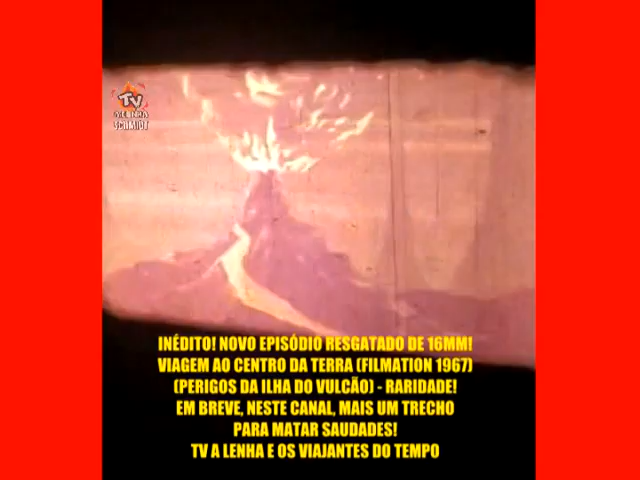 TV
SCHMIDT
INÉDITO! NOVO EPISÓDIO RESGATADO DE 16MM!
VIAGEM AO CENTRO DA TERRA (FILMATION 1967)
(PERIGOS DA ILHA DO VULCÃO) - RARIDADE!
EM BREVE, NESTE CANAL, MAIS UM TRECHO
PARA MATAR SAUDADES!
TV A LENHA E OS VIAJANTES DO TEMPO